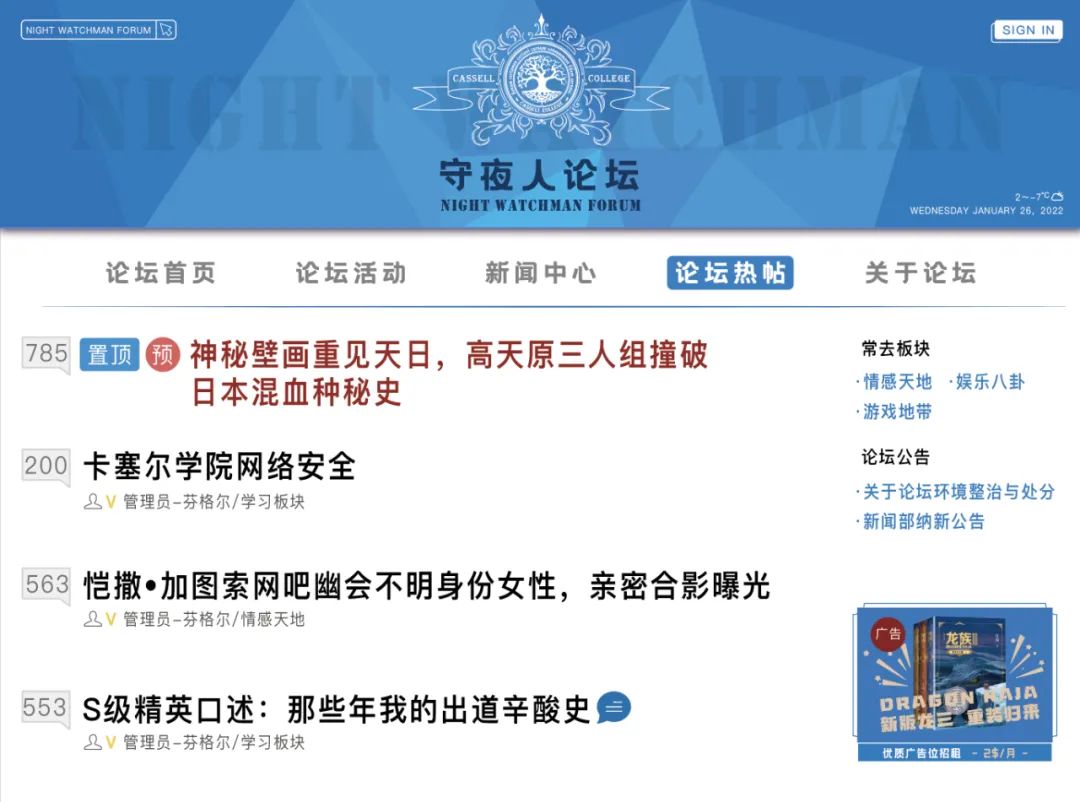 NIGHT WATCHMAN FORUM
SIGN IN
NIGHT WATCHMAN
CASSELL COLLEGE
守夜人论坛
NIGHT WATCHMAN FORUM
2~-7℃
WEDNESDAY JANUARY 26, 2022
论坛首页 论坛活动 新闻中心 论坛热帖 关于论坛
785 置顶 预 神秘壁画重见天日，高天原三人组撞破
日本混血种秘史
200 卡塞尔学院网络安全
V 管理员-芬格尔/学习板块
563 恺撒•加图索网吧幽会不明身份女性，亲密合影曝光
V 管理员-芬格尔/情感天地
553 S级精英口述：那些年我的出道辛酸史
V 管理员-芬格尔/学习板块
常去板块
·情感天地 ·娱乐八卦
·游戏地带
论坛公告
·关于论坛环境整治与处分
·新闻部纳新公告
广告
龙族
DRAGON RAJA
新版龙三 重装归来
优质广告位招租 - 2$/月 -